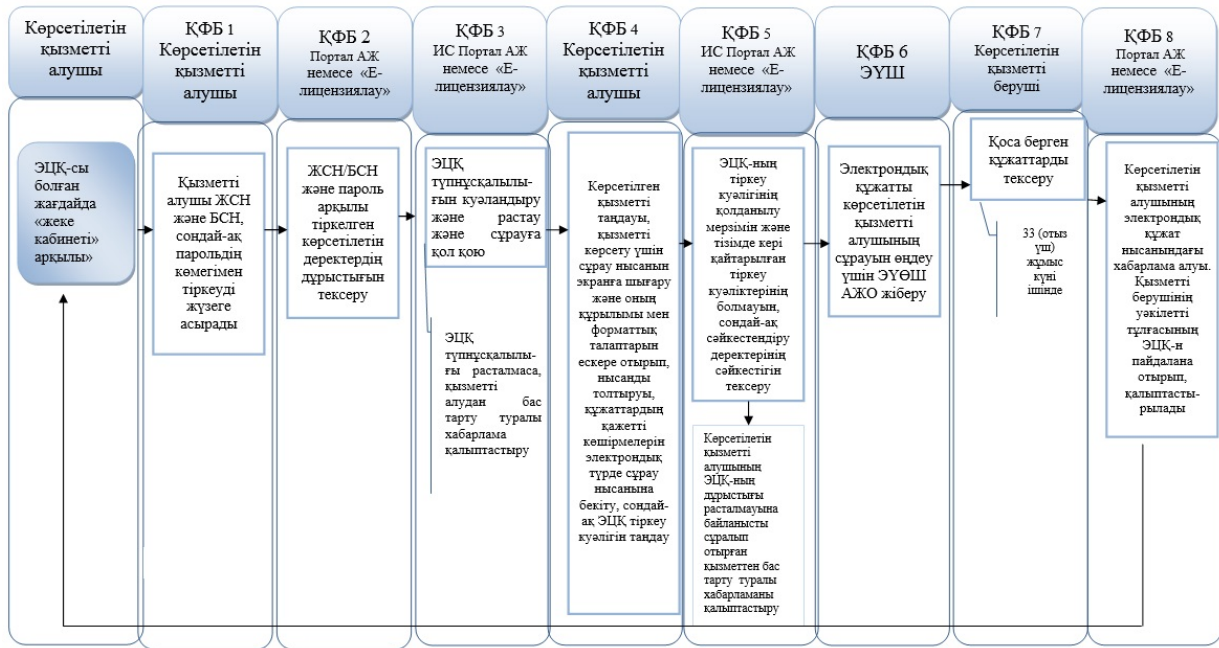 Көрсетілетін
қызметті
алушы
ҚФБ 1
Көрсетілетін
қызметті
алушы
ҚФБ 2
Портал АЖ
немесе «Е-
лицензиялау»
ҚФБ 3
ИС Портал АЖ
немесе «Е-
лицензиялау»
ҚФБ 4
Көрсетілетін
қызметті
алушы
ҚФБ 5
ИС Портал АЖ
немесе «Е-
лицензиялау»
ҚФБ 6
ЭҮШ
ҚФБ 7
Көрсетілетін
қызметті
беруші
ҚФБ 8
Портал АЖ
немесе «Е-
лицензиялау»
ЭЦҚ-сы
болған
жағдайда
«жеке
кабинеті»
арқылы»
Қызметті
алушы ЖСН
және БСН,
сондай-ақ
парольдің
көмегімен
тіркеуді
жүзеге
асырады
ЖСН/БСН
және пароль
арқылы
тіркелген
көрсетілетін
деректердің
дұрыстығын
тексеру
ЭЦҚ
түпнұсқалылы-
ғын куәландыру
және растау
және сұрауға
қол қою
ЭЦҚ
түпнұсқалылы-
ғы расталмаса,
қызметті
алудан бас
тарту туралы
хабарлама
қалыптастыру
Көрсетілген
қызметті
таңдауы,
қызметті
көрсету үшін
сұрау нысанын
экранға шығару
және оның
құрылымы мен
форматтық
талаптарын
ескере отырып,
нысанды
толтыруы,
құжаттардың
қажетті
көшірмелерін
электрондық
түрде сұрау
нысанына
бекіту, сондай-
ақ ЭЦҚ тіркеу
куәлігін таңдау
ЭЦҚ-ның
тіркеу
куәлігінің
қолданылу
мерзімін және
тізімде кері
қайтарылған
тіркеу
куәліктерінің
болмауын,
сондай-ақ
сәйкестендіру
деректерінің
сәйкестігін
тексеру
Көрсетілетін
қызметті
алушының
ЭЦҚ-ның
дұрыстығы
расталмауына
байланысты
сұралып
отырған
қызметтен бас
тарту туралы
хабарламаны
қалыптастыру
Электрондық
құжатты
көрсетілетін
қызметті
алушының
сұрауын өңдеу
үшін ЭҮӨШ
АЖО жіберу
Қоса берген
құжаттарды
тексеру
33 (отыз
үш)
жұмыс
күні
ішінде
Көрсетілетін
қызметті
алушының
электрондық
құжат
нысанындағы
хабарлама алуы.
Қызметті
берушінің
уәкілетті
тұлғасының
ЭЦҚ-н
пайдалана
отырып,
қалыптасты-
рылады